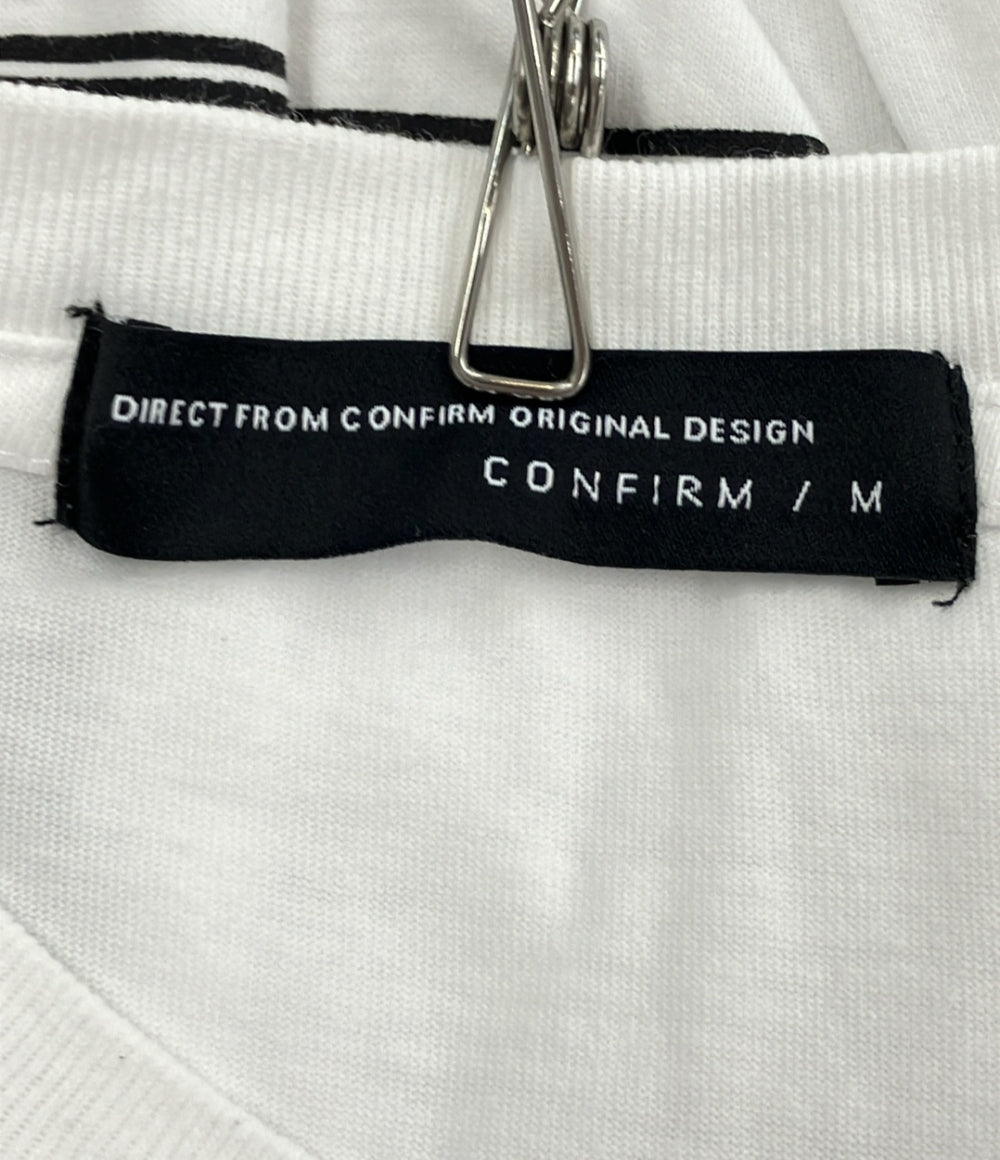 DIRECT FROM CONFIRM ORIGINAL DESIGN
CONFIRM / M